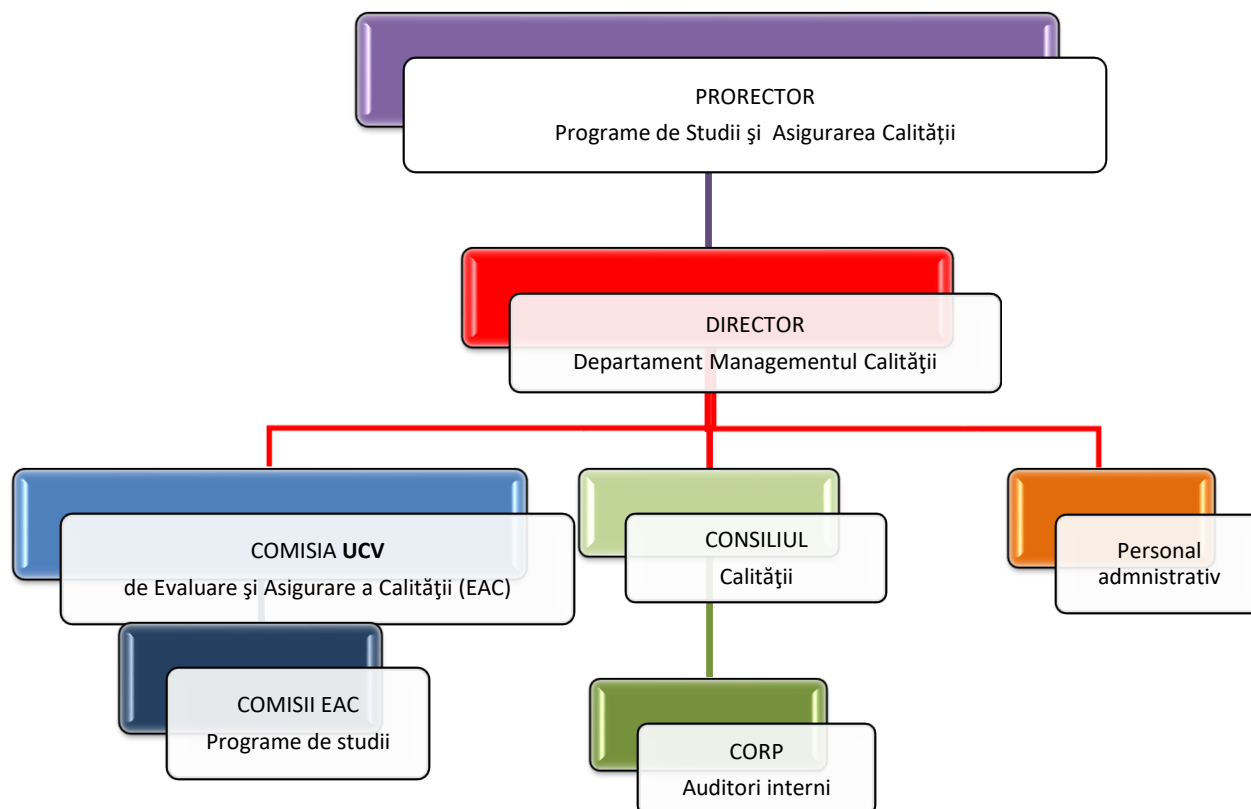 PRORECTOR
Programe de Studii şi Asigurarea Calității
DIRECTOR
Departament Managementul Calităţii
COMISIA UCV
de Evaluare şi Asigurare a Calităţii (EAC)
CONSILIUL
Calităţii
Personal
admnistrativ
COMISII EAC
Programe de studii
CORP
Auditori interni